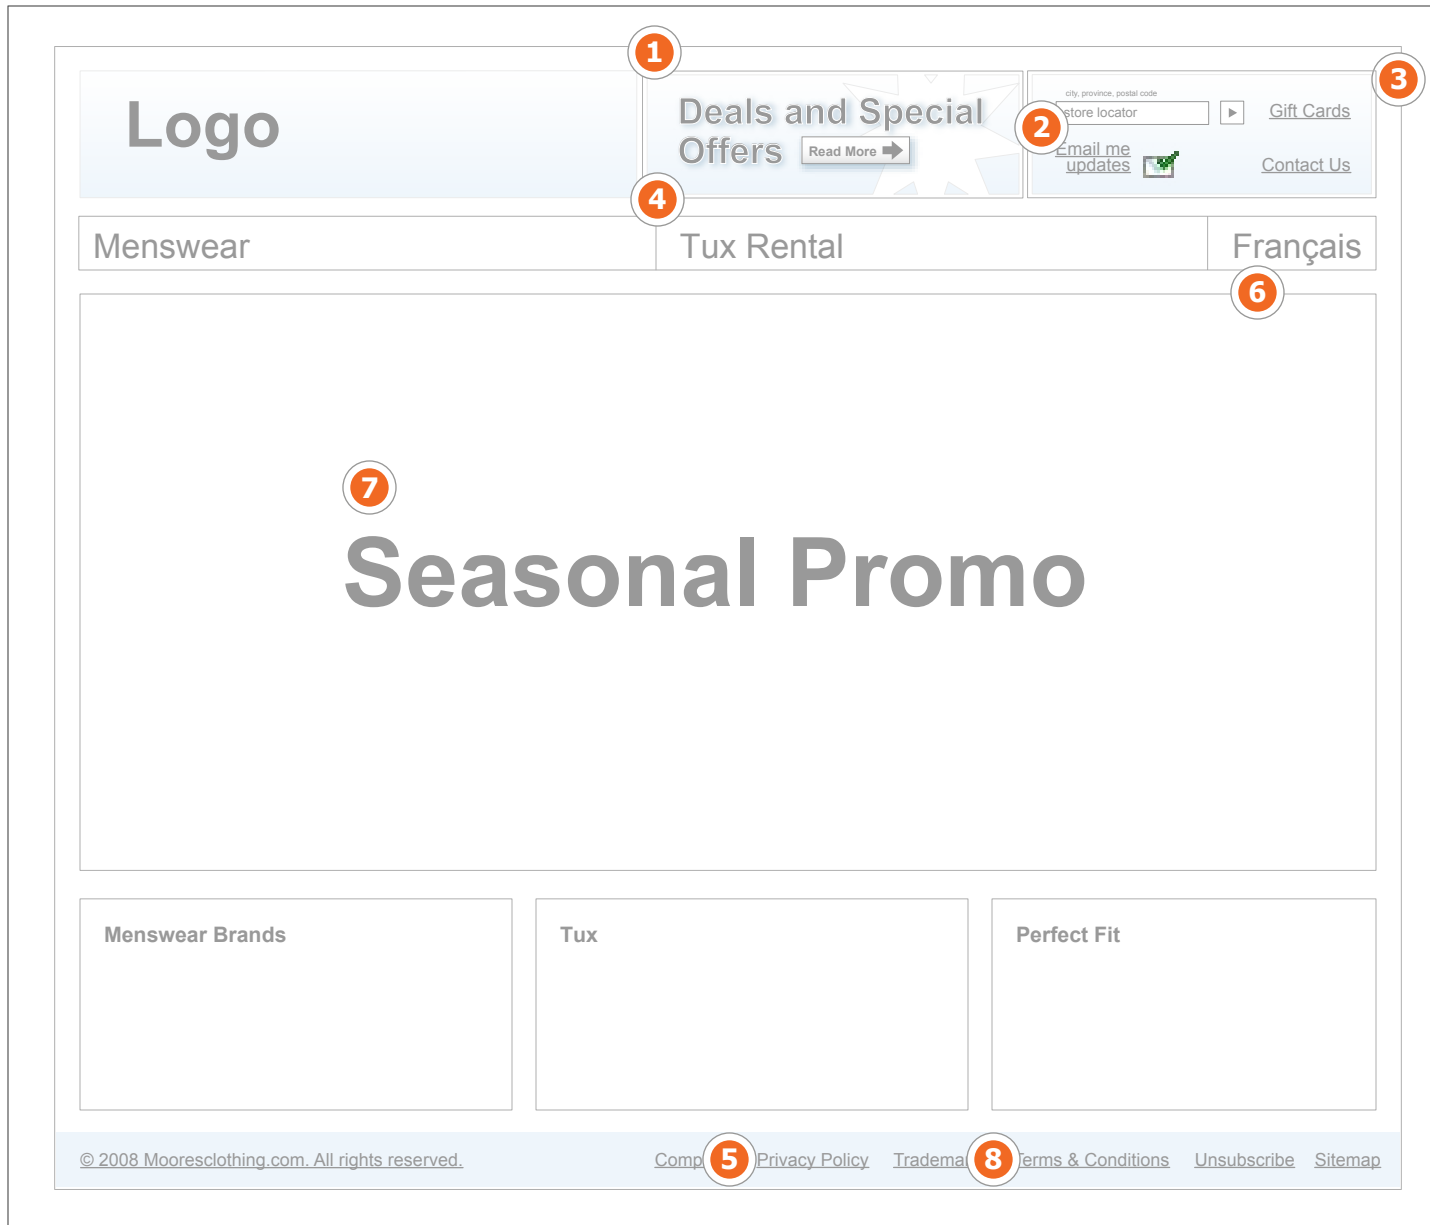 1
3
Logo
Deals and Special
Offers Read More
city, province, postal code
2 store locator
Gift Cards
Email me
updates
Contact Us
4
Menswear
Tux Rental
Français
6
7
Seasonal Promo
Menswear Brands
Tux
Perfect Fit
© 2008 Mooresclothing.com. All rights reserved. 5 Privacy Policy 8 Terms & Conditions Unsubscribe Sitemap